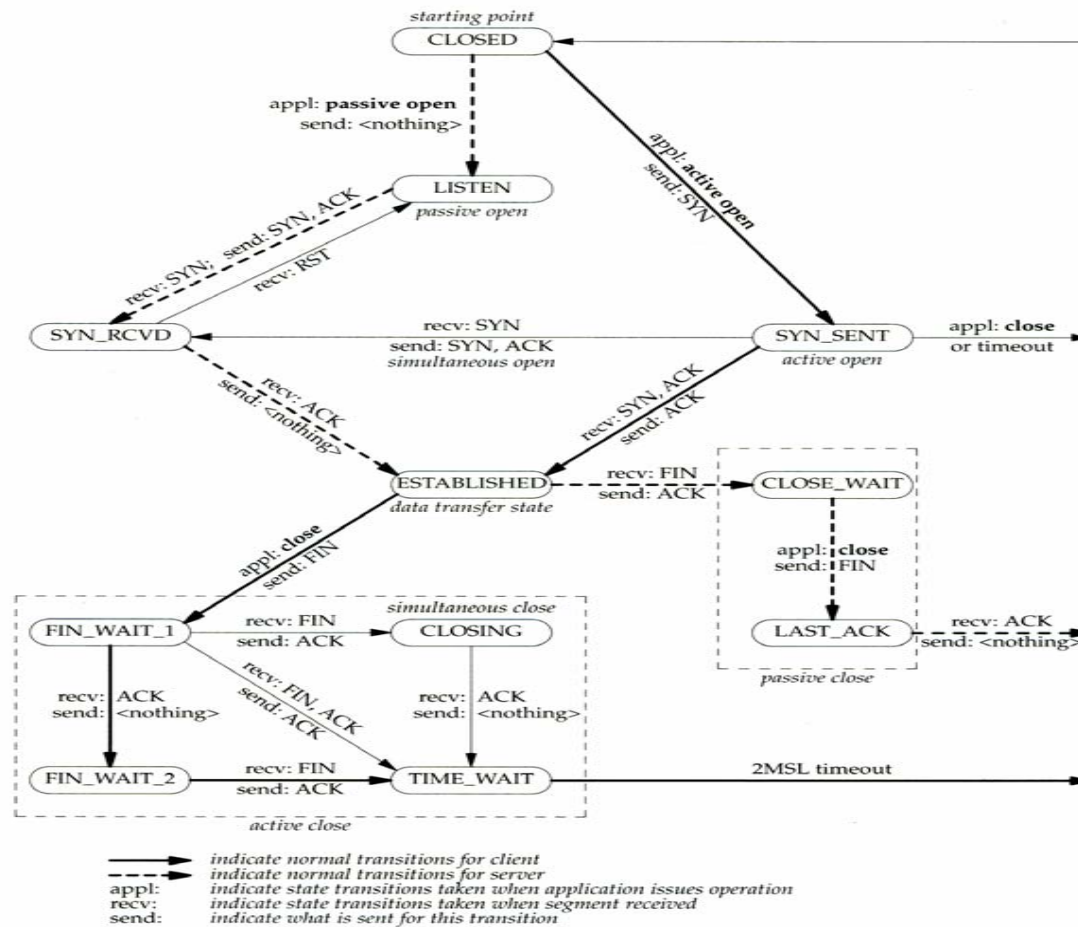 starting point
CLOSED
appl: passive open
send: <nothing>
appl: active open
send: SYN
LISTEN
passive open
recv: SYN; send: SYN, ACK
recv: RST
SYN_RCVD
recv: SYN
send: SYN, ACK
simultaneous open
SYN_SENT
active open
appl: close
or timeout
recv: ACK
send: <nothing>
recv: SYN, ACK
send: ACK
ESTABLISHED
data transfer state
recv: FIN
send: ACK
CLOSE_WAIT
appl: close
send: FIN
appl: close
send: FIN
LAST_ACK
passive close
recv: ACK
send: <nothing>
simultaneous close
FIN_WAIT_1
recv: FIN
send: ACK
CLOSING
recv: ACK
send: <nothing>
recv: FIN, ACK
send: ACK
recv: ACK
send: <nothing>
FIN_WAIT_2
recv: FIN
send: ACK
TIME_WAIT
2MSL timeout
active close
indicate normal transitions for client
indicate normal transitions for server
appl: indicate state transitions taken when application issues operation
recv: indicate state transitions taken when segment received
send: indicate what is sent for this transition